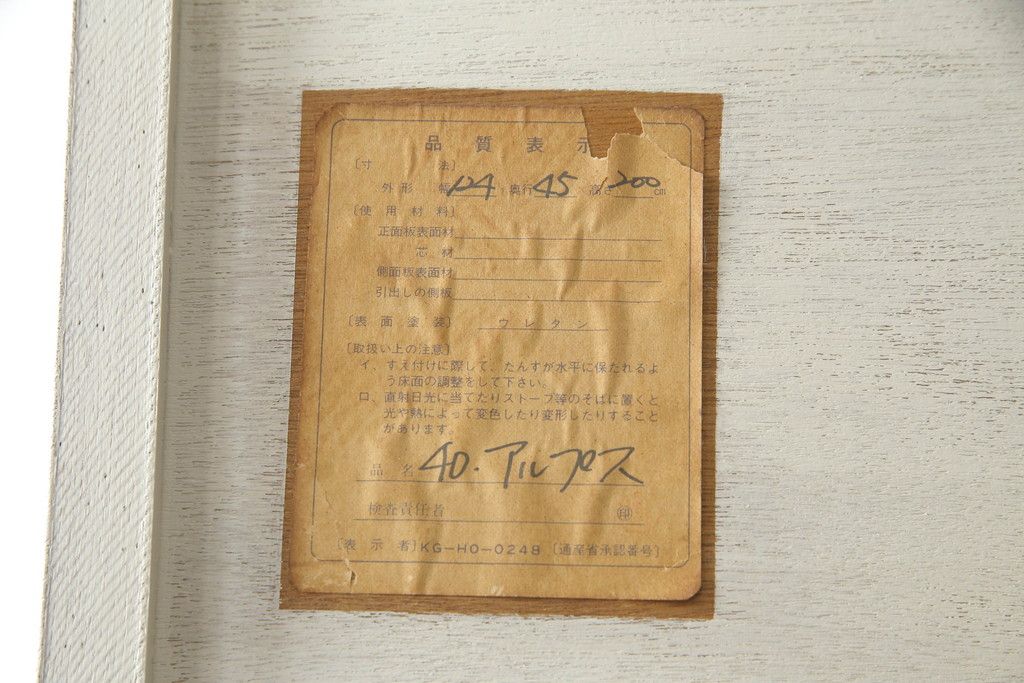 品質表示
〔寸法〕
外形 幅 124 奥行 45 高さ 200 cm
〔使用材料〕
正面板表面材
芯材
側面板表面材
引出しの側板
〔表面塗装〕 ウレタン
〔取扱い上の注意〕
イ、すえ付けに際して、たんすが水平に保たれるよ
う床面の調整をして下さい。
ロ、直射日光に当てたりストーブ等のそばに置くと
光や熱によって変色したり変形したりすること
があります。
品名 40.アルプス
検査責任者 ㊞
〔表示者〕KG-HO-0248〔通産省承認番号〕